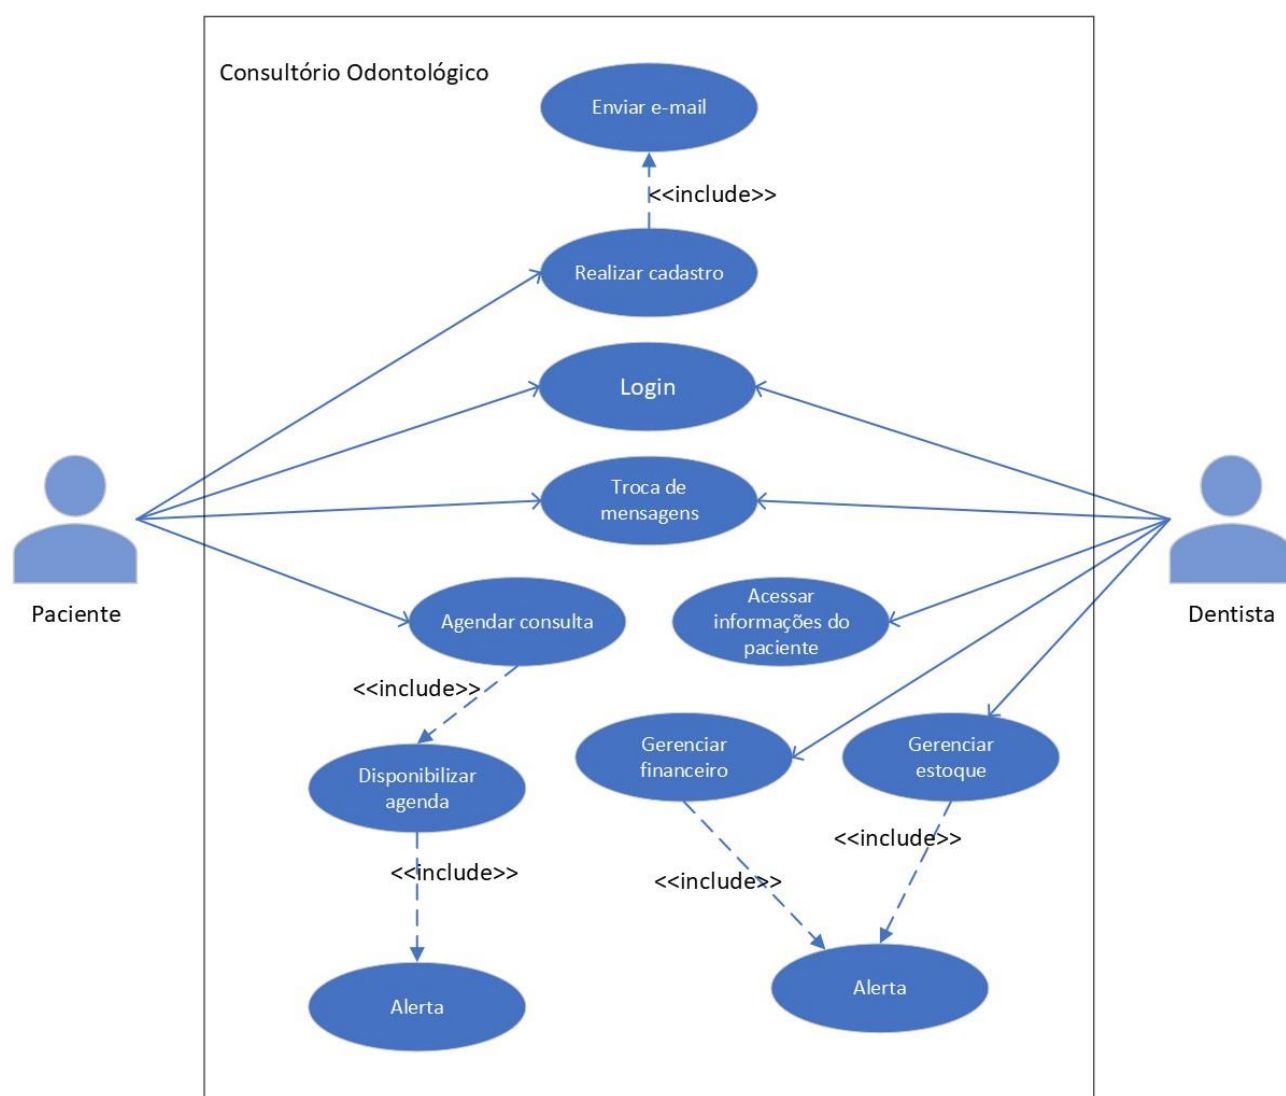 Consultório Odontológico
Enviar e-mail
<<include>>
Realizar cadastro
Login
Troca de
mensagens
Paciente
Dentista
Agendar consulta
Acessar
informações do
paciente
<<include>>
Gerenciar
financeiro
Gerenciar
estoque
Disponibilizar
agenda
<<include>>
<<include>>
<<include>>
Alerta
Alerta